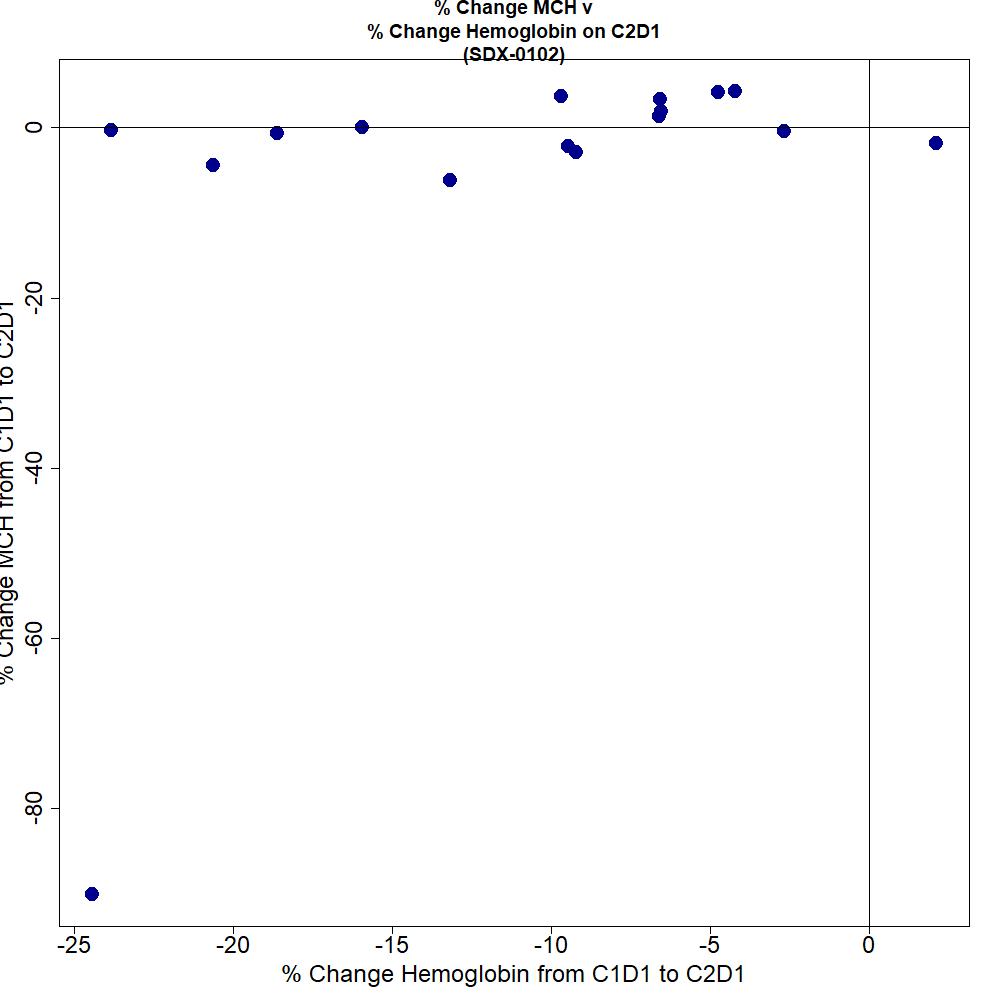 % Change MCH v
% Change Hemoglobin on C2D1
(SDX-0102)
% Change MCH from C1D1 to C2D1
0
-20
-40
-60
-80
-25 -20 -15 -10 -5 0
% Change Hemoglobin from C1D1 to C2D1